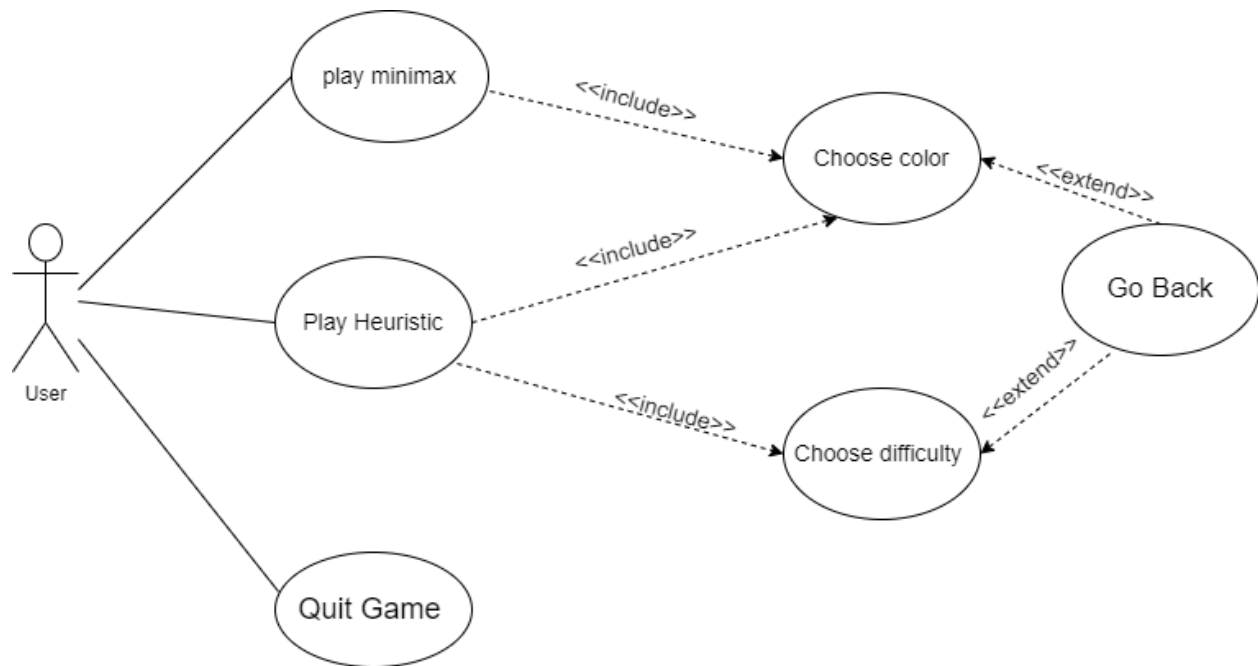 play minimax
<<include>>
Choose color
<<extend>>
<<include>>
Go Back
Play Heuristic
User
<<include>>
<<extend>>
Choose difficulty
Quit Game